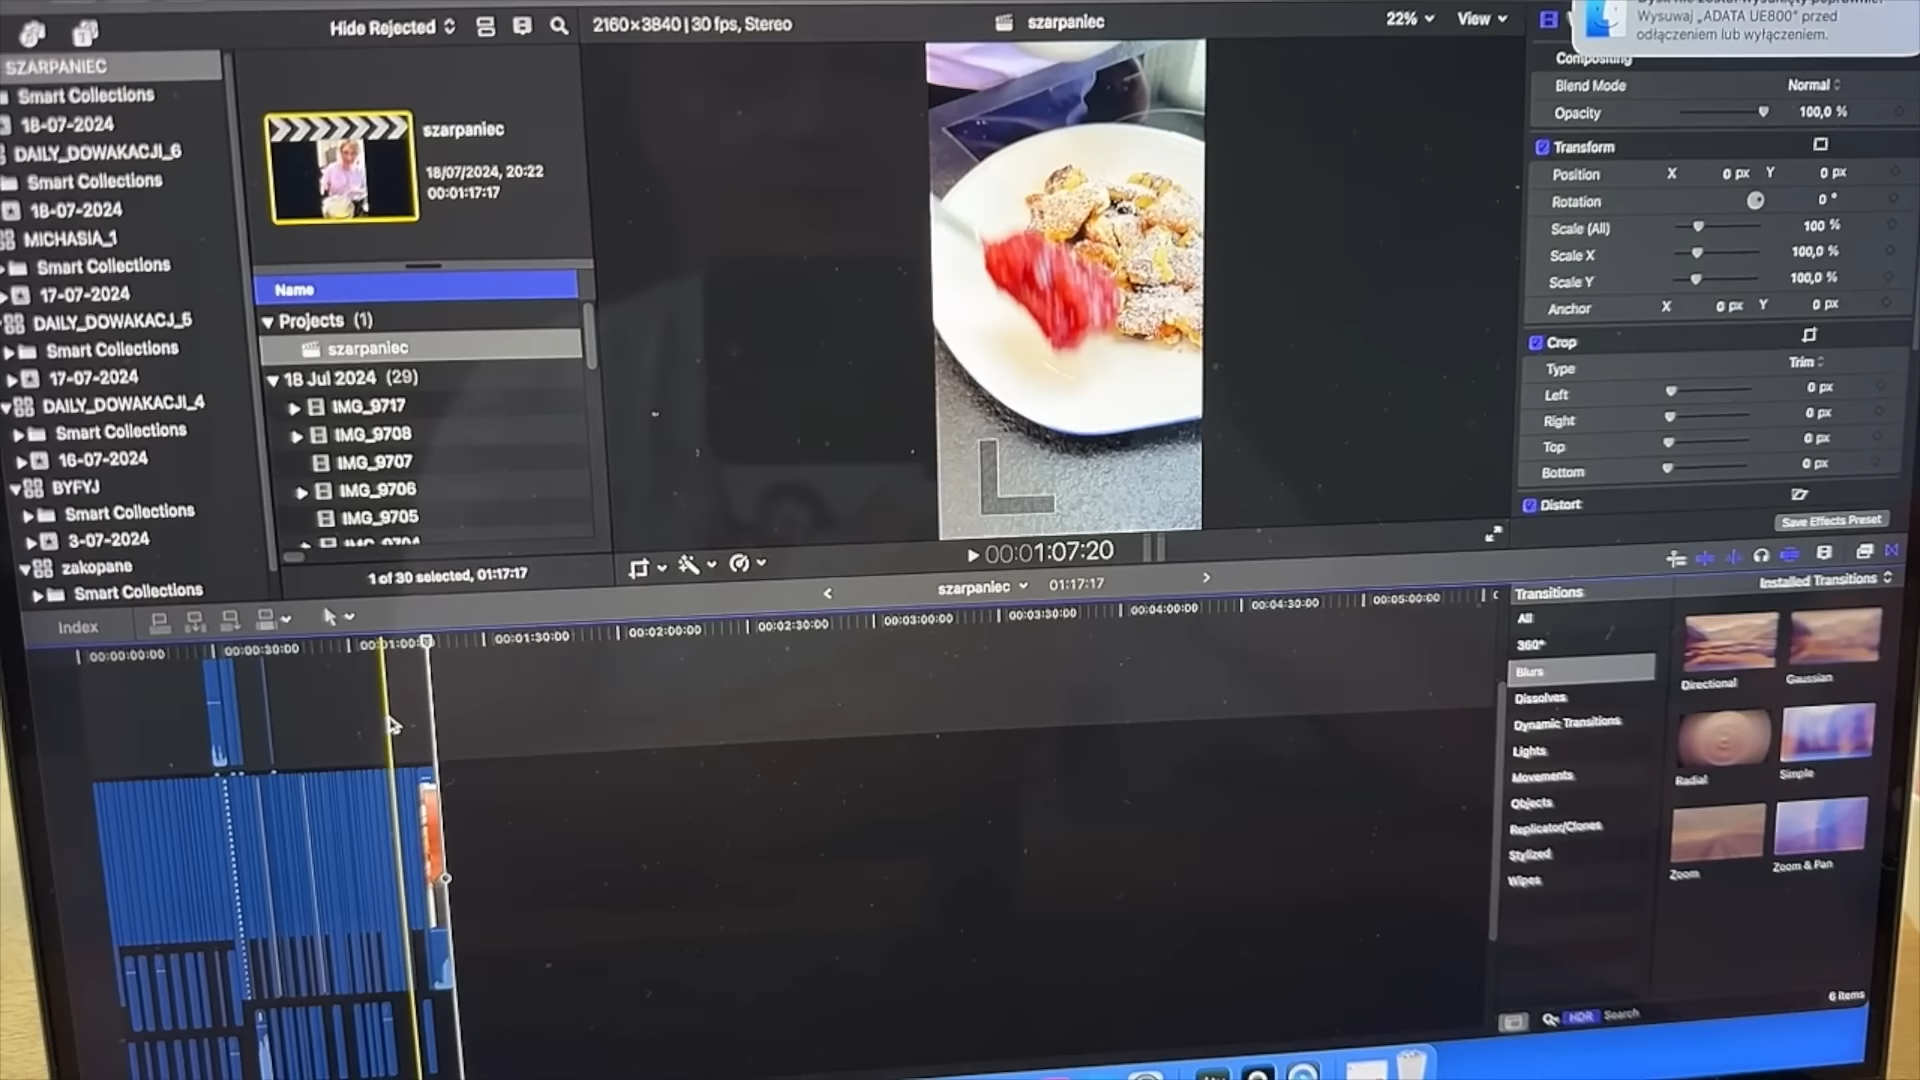 Hide Rejected
2160×3840 | 30 fps, Stereo
szarpaniec
22%
View
Wysuwaj „ADATA UE800" przed
odłączeniem lub wyłączeniem.
SZARPANIEC
Smart Collections
18-07-2024
DAILY_DOWAKACJI_6
Smart Collections
18-07-2024
MICHASIA_1
Smart Collections
17-07-2024
DAILY_DOWAKACJ_5
Smart Collections
17-07-2024
DAILY_DOWAKACJI_4
Smart Collections
16-07-2024
BYFYJ
Smart Collections
3-07-2024
zakopane
Smart Collections
szarpaniec
18/07/2024, 20:22
00:01:17:17
Name
Projects (1)
szarpaniec
18 Jul 2024 (29)
IMG_9717
IMG_9708
IMG_9707
IMG_9706
IMG_9705
IMG_9704
1 of 30 selected, 01:17:17
00:01:07:20
Compositing
Blend Mode Normal
Opacity 100,0 %
Transform
Position X 0 px Y 0 px
Rotation 0 °
Scale (All) 100 %
Scale X 100,0 %
Scale Y 100,0 %
Anchor X 0 px Y 0 px
Crop
Type Trim
Left 0 px
Right 0 px
Top 0 px
Bottom 0 px
Distort
Save Effects Preset
Index
szarpaniec
01:17:17
00:00:00:00
00:00:30:00
00:01:00:
00:01:30:00
00:02:00:00
00:02:30:00
00:03:00:00
00:03:30:00
00:04:00:00
00:04:30:00
00:05:00:00
Transitions
Installed Transitions
All
360°
Blurs
Dissolves
Dynamic Transitions
Lights
Movements
Objects
Replicator/Clones
Stylized
Wipes
Directional
Gaussian
Radial
Simple
Zoom
Zoom & Pan
6 items
HDR
Search